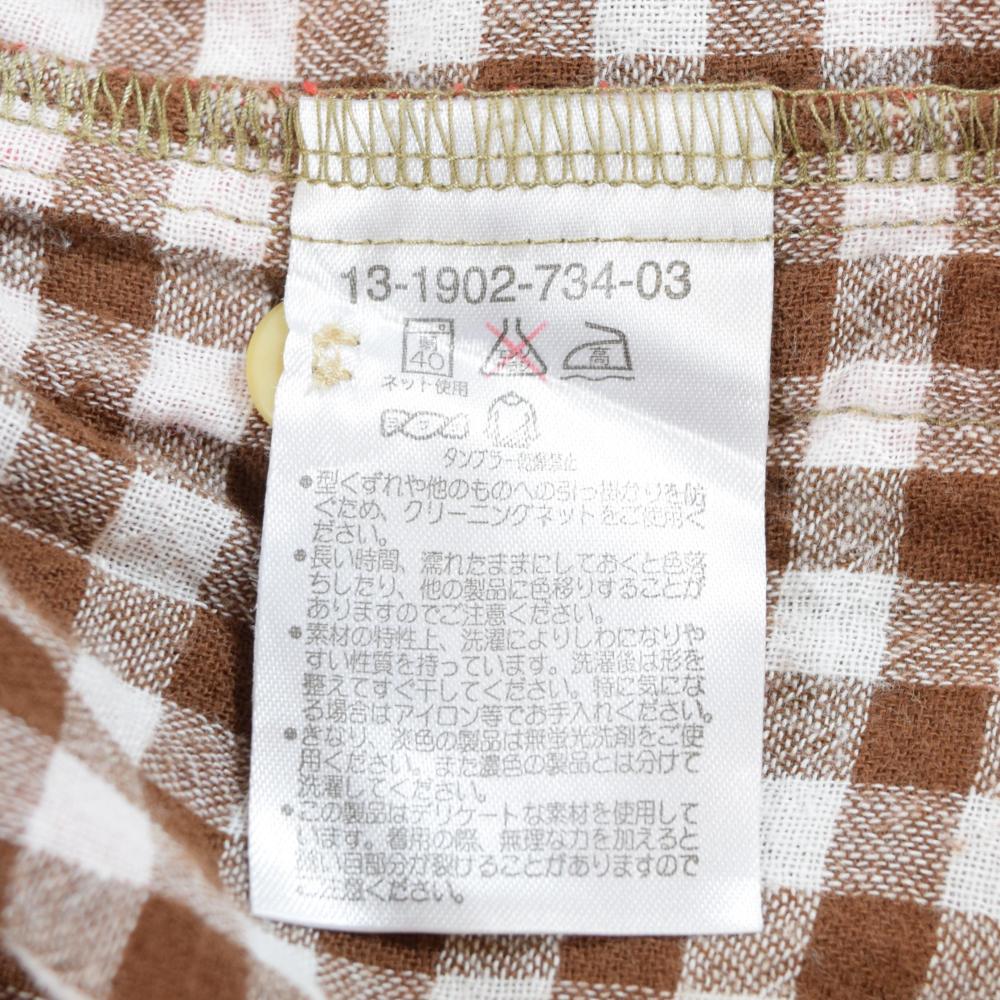 13-1902-734-03
40
高
ネット使用
タンブラー乾燥禁止
●型くずれや他のものへの引っ掛かりを防
ぐため、クリーニングネットをご使用く
ださい。
●長い時間、濡れたままにしておくと色落
ちしたり、他の製品に色移りすることが
ありますのでご注意ください。
●素材の特性上、洗濯によりしわになりや
すい性質を持っています。洗濯後は形を
整えてすぐ干してください。特に気にな
る場合はアイロン等でお手入れください。
●きなり、淡色の製品は無蛍光洗剤をご使
用ください。また濃色の製品とは分けて
洗濯してください。
●この製品はデリケートな素材を使用して
います。着用の際、無理な力を加えると
縫い目部分が裂けることがありますので
ご注意ください。